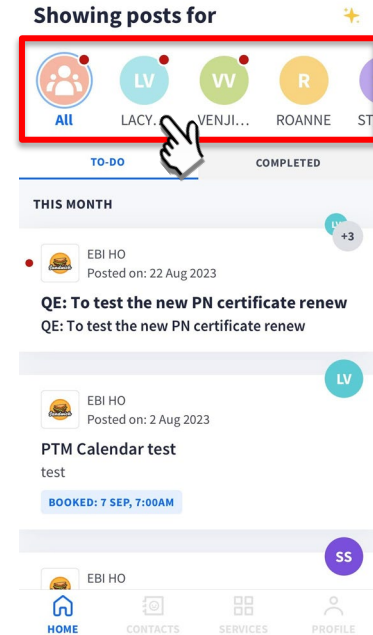 Showing posts for
LV
VV
R
All
LACY...
VENJI...
ROANNE
ST
TO-DO
COMPLETED
THIS MONTH
+3
EBI HO
Posted on: 22 Aug 2023
QE: To test the new PN certificate renew
QE: To test the new PN certificate renew
LV
EBI HO
Posted on: 2 Aug 2023
PTM Calendar test
test
BOOKED: 7 SEP, 7:00AM
SS
EBI HO
HOME
CONTACTS
SERVICES
PROFILE